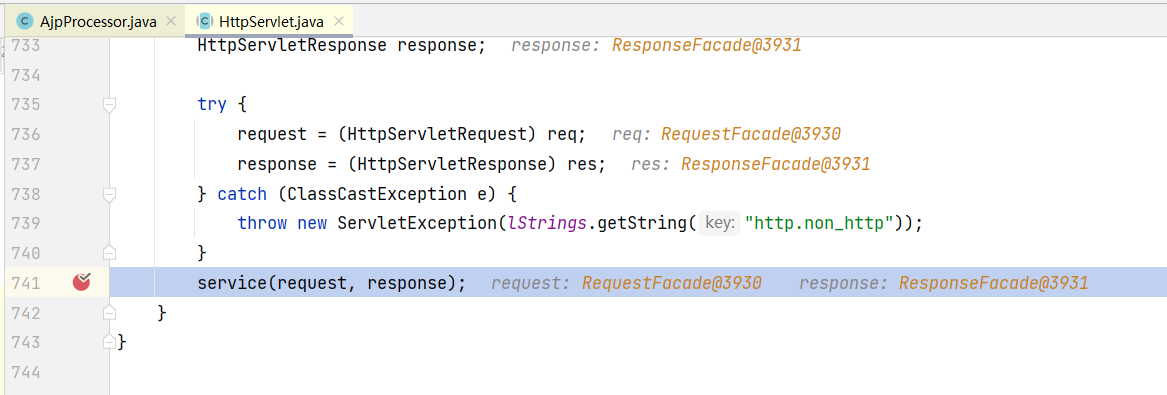 AjpProcessor.java × HttpServlet.java ×
733 HttpServletResponse response; response: ResponseFacade@3931
734
735 try {
736 request = (HttpServletRequest) req; req: RequestFacade@3930
737 response = (HttpServletResponse) res; res: ResponseFacade@3931
738 } catch (ClassCastException e) {
739 throw new ServletException(lStrings.getString( key: "http.non_http"));
740 }
741 service(request, response); request: RequestFacade@3930 response: ResponseFacade@3931
742 }
743 }
744